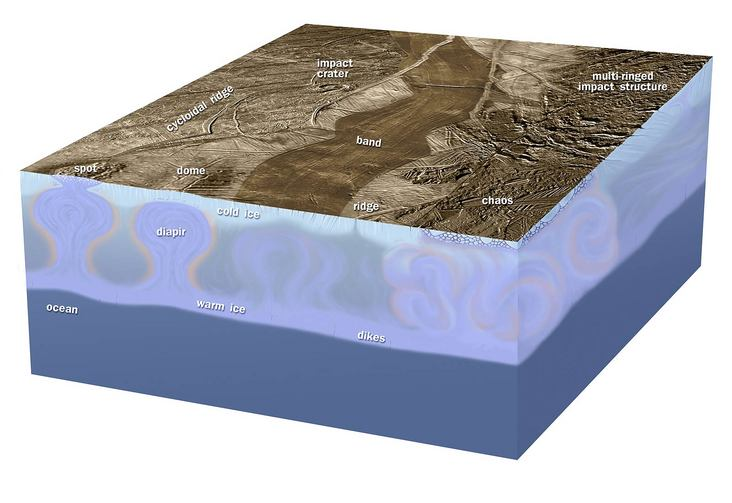 impact
crater
multi-ringed
impact structure
cycloidal ridge
band
spot
dome
ridge
chaos
cold ice
diapir
ocean
warm ice
dikes